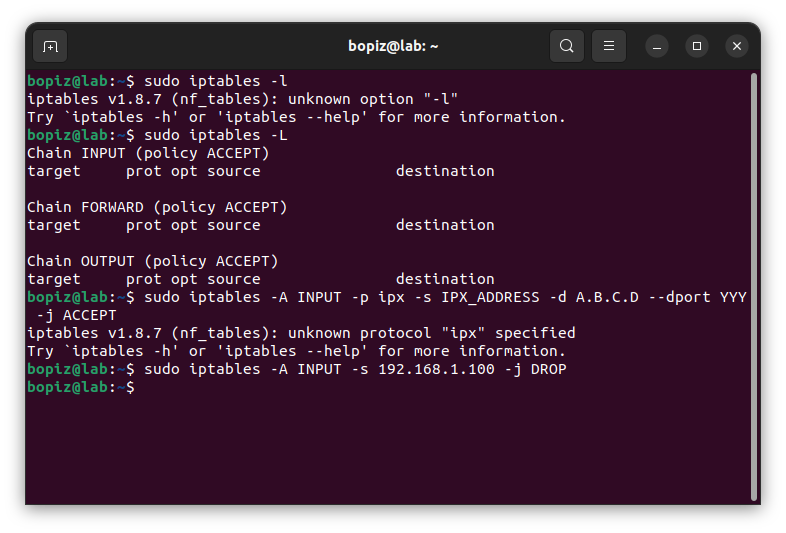 bopiz@lab: ~
bopiz@lab:~$ sudo iptables -l
iptables v1.8.7 (nf_tables): unknown option "-l"
Try `iptables -h' or 'iptables --help' for more information.
bopiz@lab:~$ sudo iptables -L
Chain INPUT (policy ACCEPT)
target     prot opt source               destination
Chain FORWARD (policy ACCEPT)
target     prot opt source               destination
Chain OUTPUT (policy ACCEPT)
target     prot opt source               destination
bopiz@lab:~$ sudo iptables -A INPUT -p ipx -s IPX_ADDRESS -d A.B.C.D --dport YYY
 -j ACCEPT
iptables v1.8.7 (nf_tables): unknown protocol "ipx" specified
Try `iptables -h' or 'iptables --help' for more information.
bopiz@lab:~$ sudo iptables -A INPUT -s 192.168.1.100 -j DROP
bopiz@lab:~$